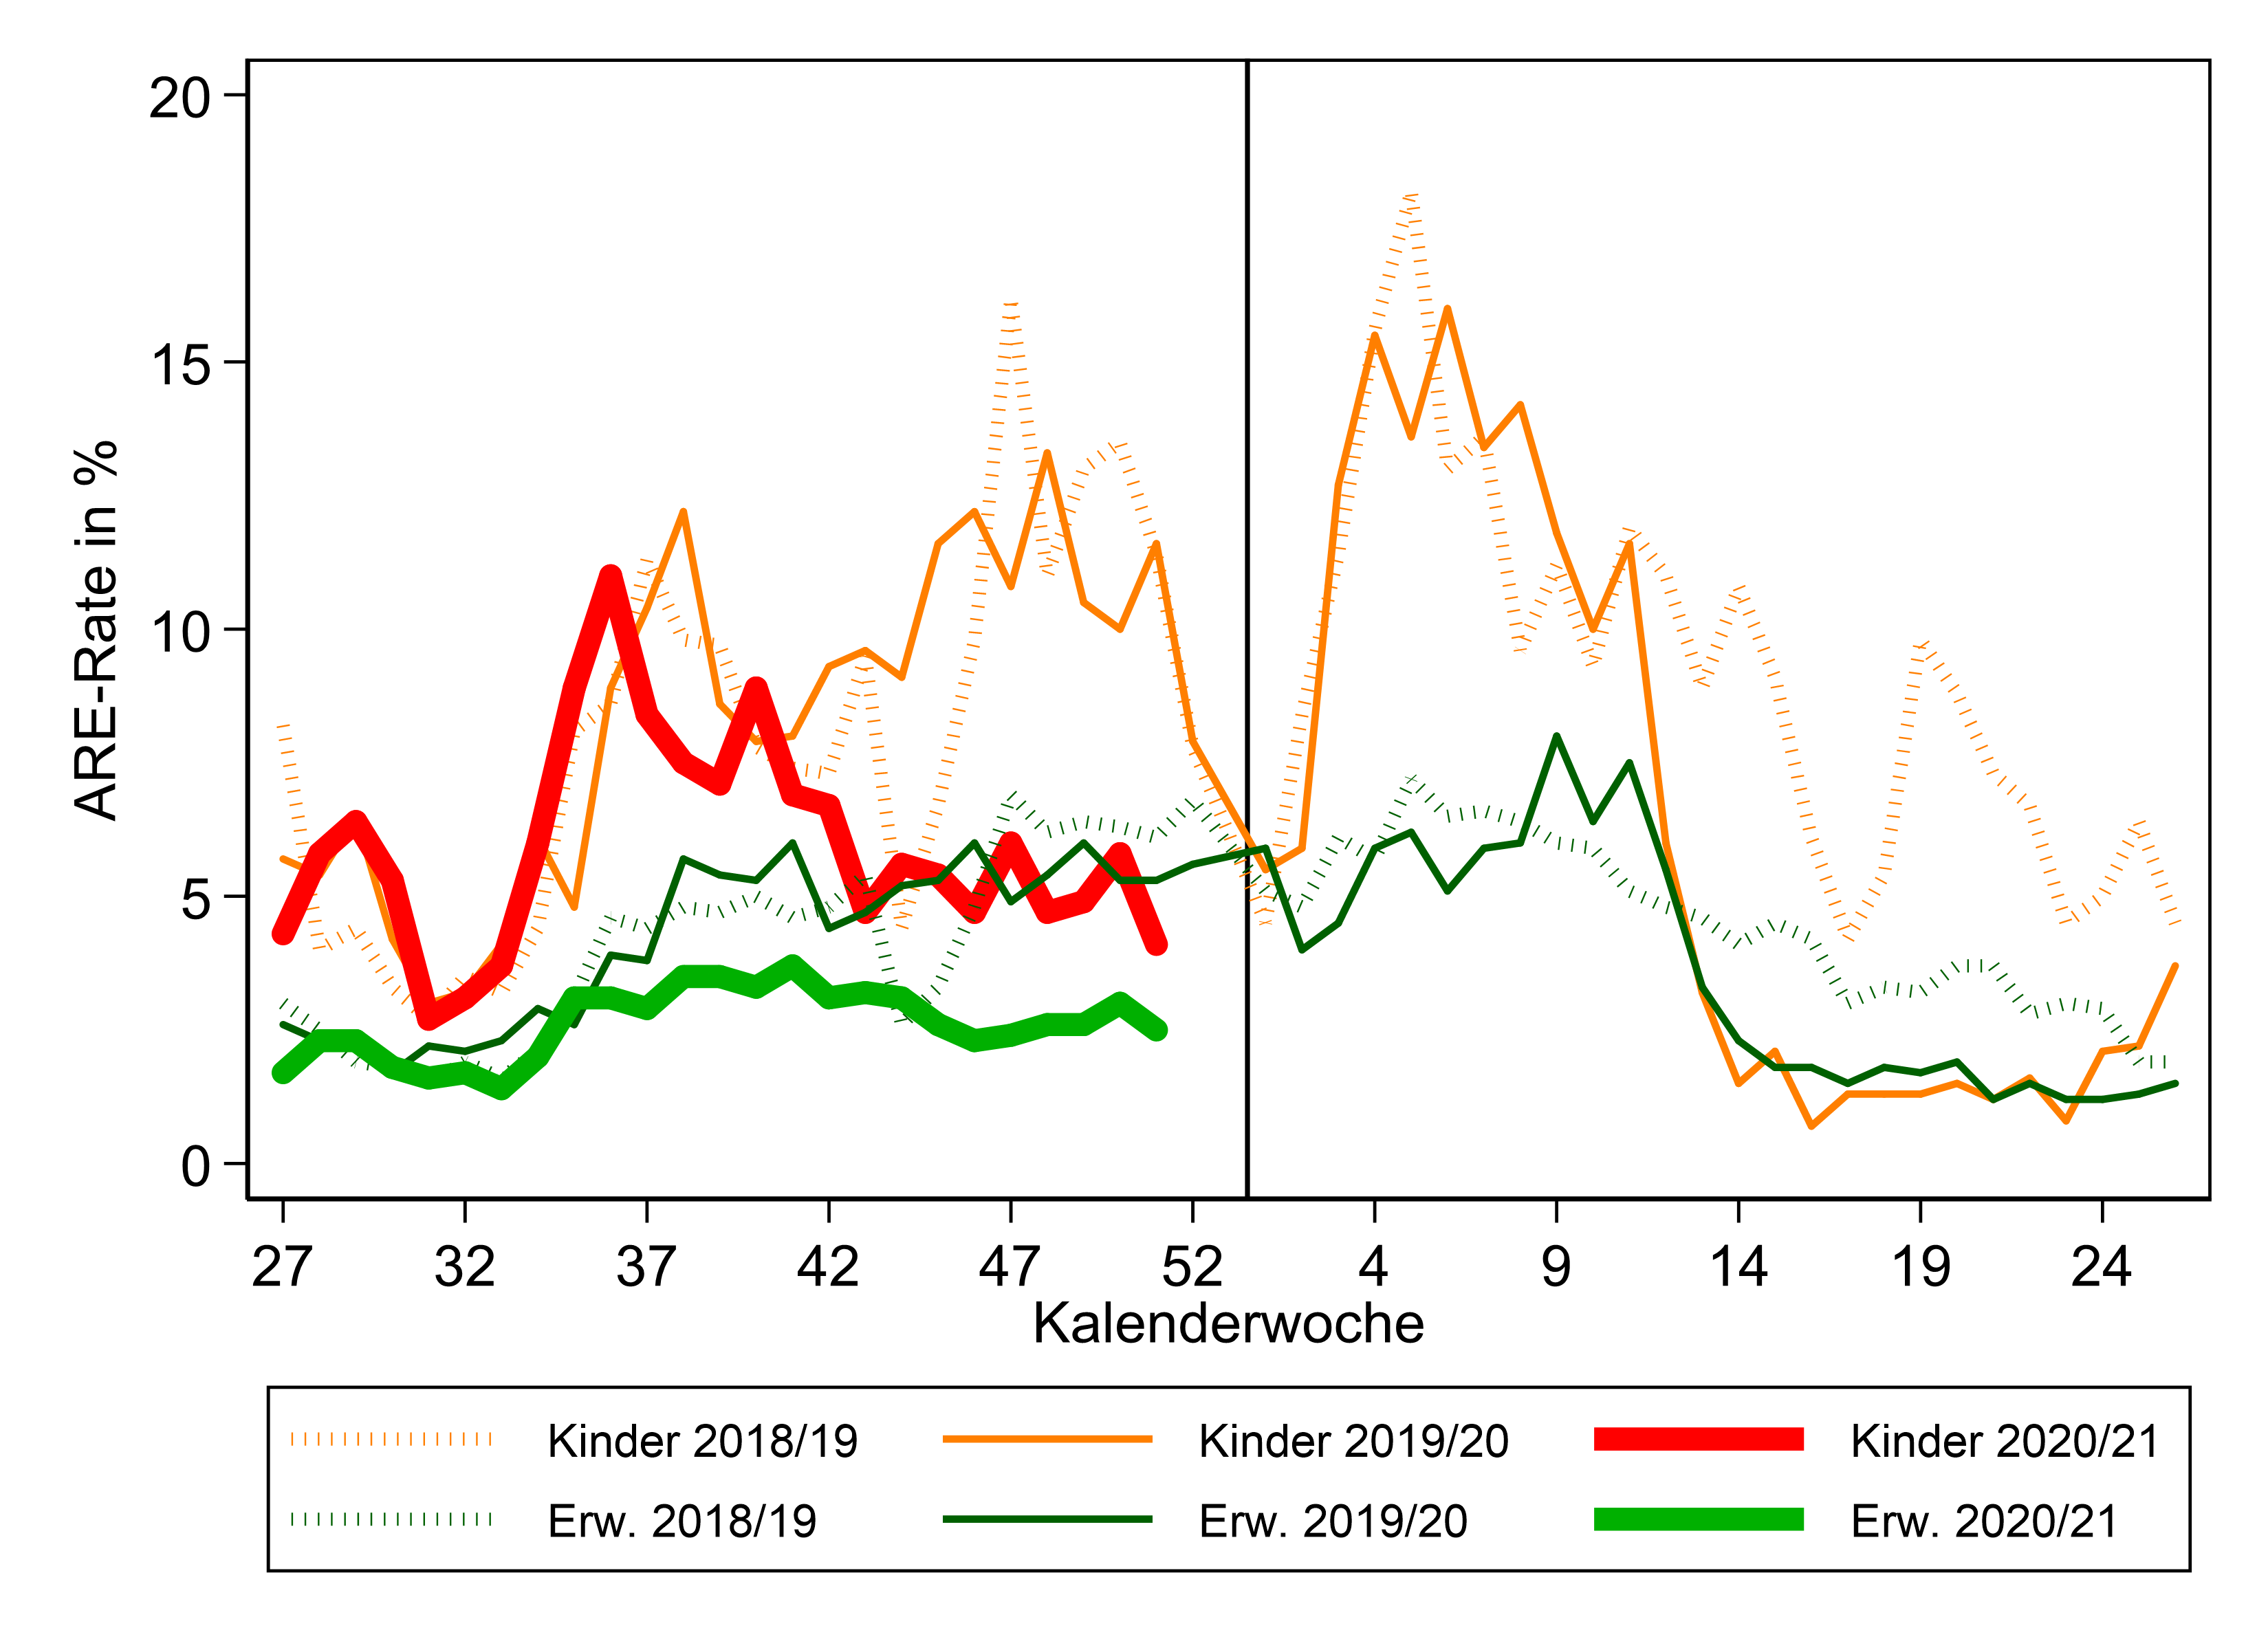 ARE-Rate in %
20
15
10
5
0
27 32 37 42 47 52 4 9 14 19 24
Kalenderwoche
Kinder 2018/19 Kinder 2019/20 Kinder 2020/21
Erw. 2018/19 Erw. 2019/20 Erw. 2020/21